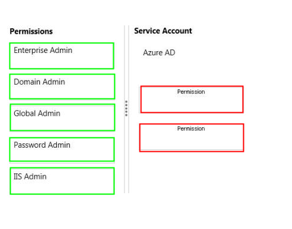 Permissions
Enterprise Admin
Domain Admin
Global Admin
Password Admin
IIS Admin
Service Account
Azure AD
Permission
Permission